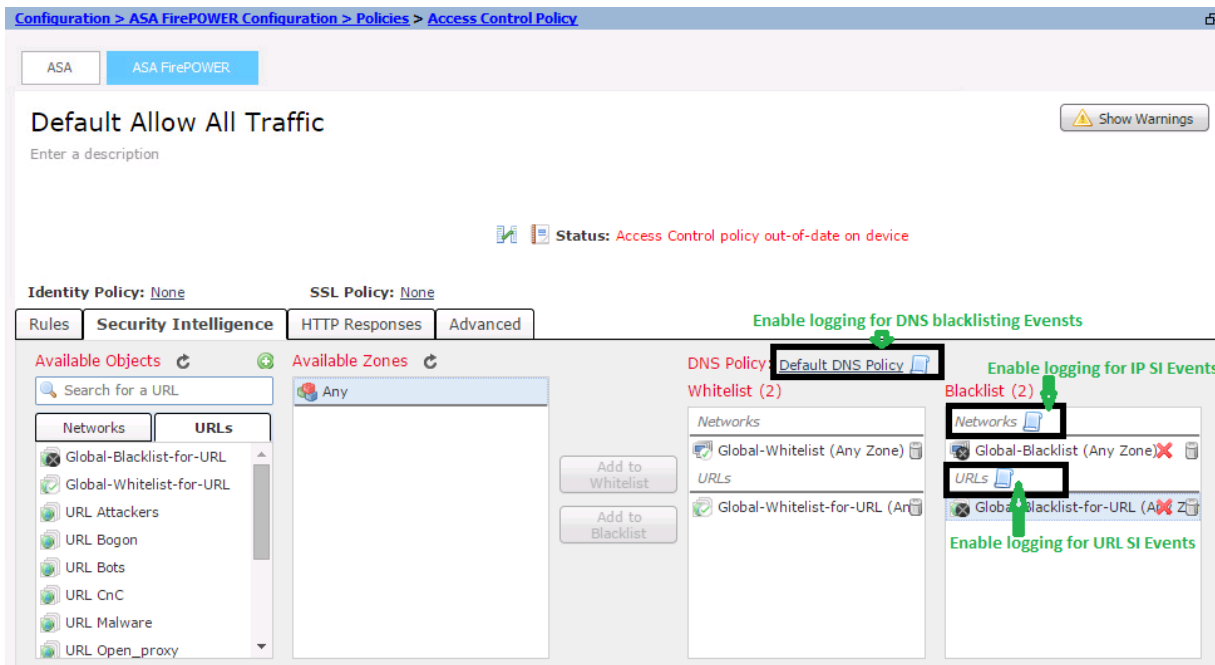 Configuration > ASA FirePOWER Configuration > Policies > Access Control Policy
ASA
ASA FirePOWER
Default Allow All Traffic
Show Warnings
Enter a description
Status: Access Control policy out-of-date on device
Identity Policy: None
SSL Policy: None
Rules
Security Intelligence
HTTP Responses
Advanced
Enable logging for DNS blacklisting Evensts
Available Objects
Available Zones
DNS Policy: Default DNS Policy
Enable logging for IP SI Events
Search for a URL
Any
Whitelist (2)
Blacklist (2)
Networks
URLs
Networks
Networks
Global-Blacklist-for-URL
Global-Whitelist (Any Zone)
Global-Blacklist (Any Zone)
Global-Whitelist-for-URL
Add to Whitelist
URLs
URLs
URL Attackers
Add to Blacklist
Global-Whitelist-for-URL (An
Global-Blacklist-for-URL (Any Z
URL Bogon
Enable logging for URL SI Events
URL Bots
URL CnC
URL Malware
URL Open_proxy